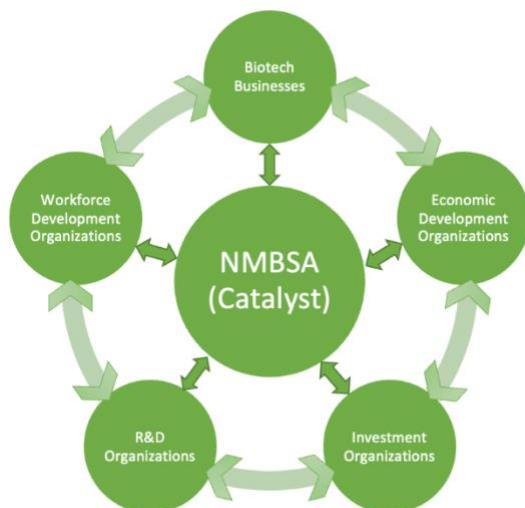 Biotech
Businesses
Workforce
Development
Organizations
Economic
Development
Organizations
NMBSA
(Catalyst)
R&D
Organizations
Investment
Organizations